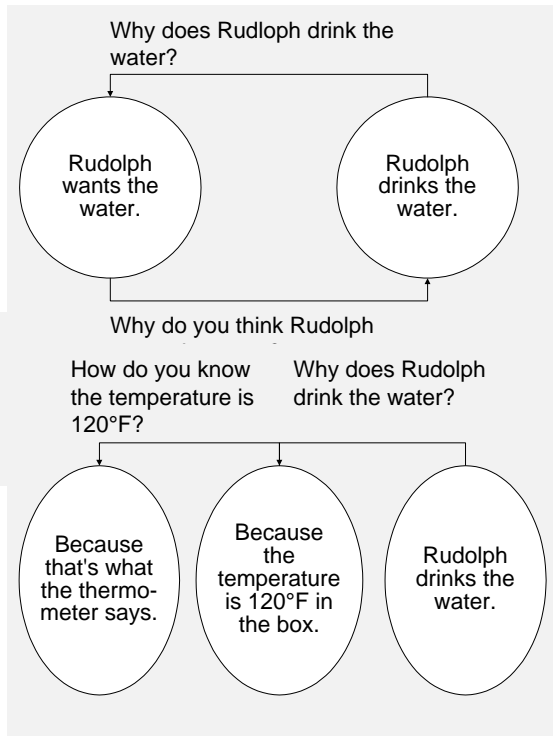 Why does Rudloph drink the
water?
Rudolph
wants the
water.
Rudolph
drinks the
water.
Why do you think Rudolph
How do you know
the temperature is
120°F?
Why does Rudolph
drink the water?
Because
that's what
the thermo-
meter says.
Because
the
temperature
is 120°F in
the box.
Rudolph
drinks the
water.